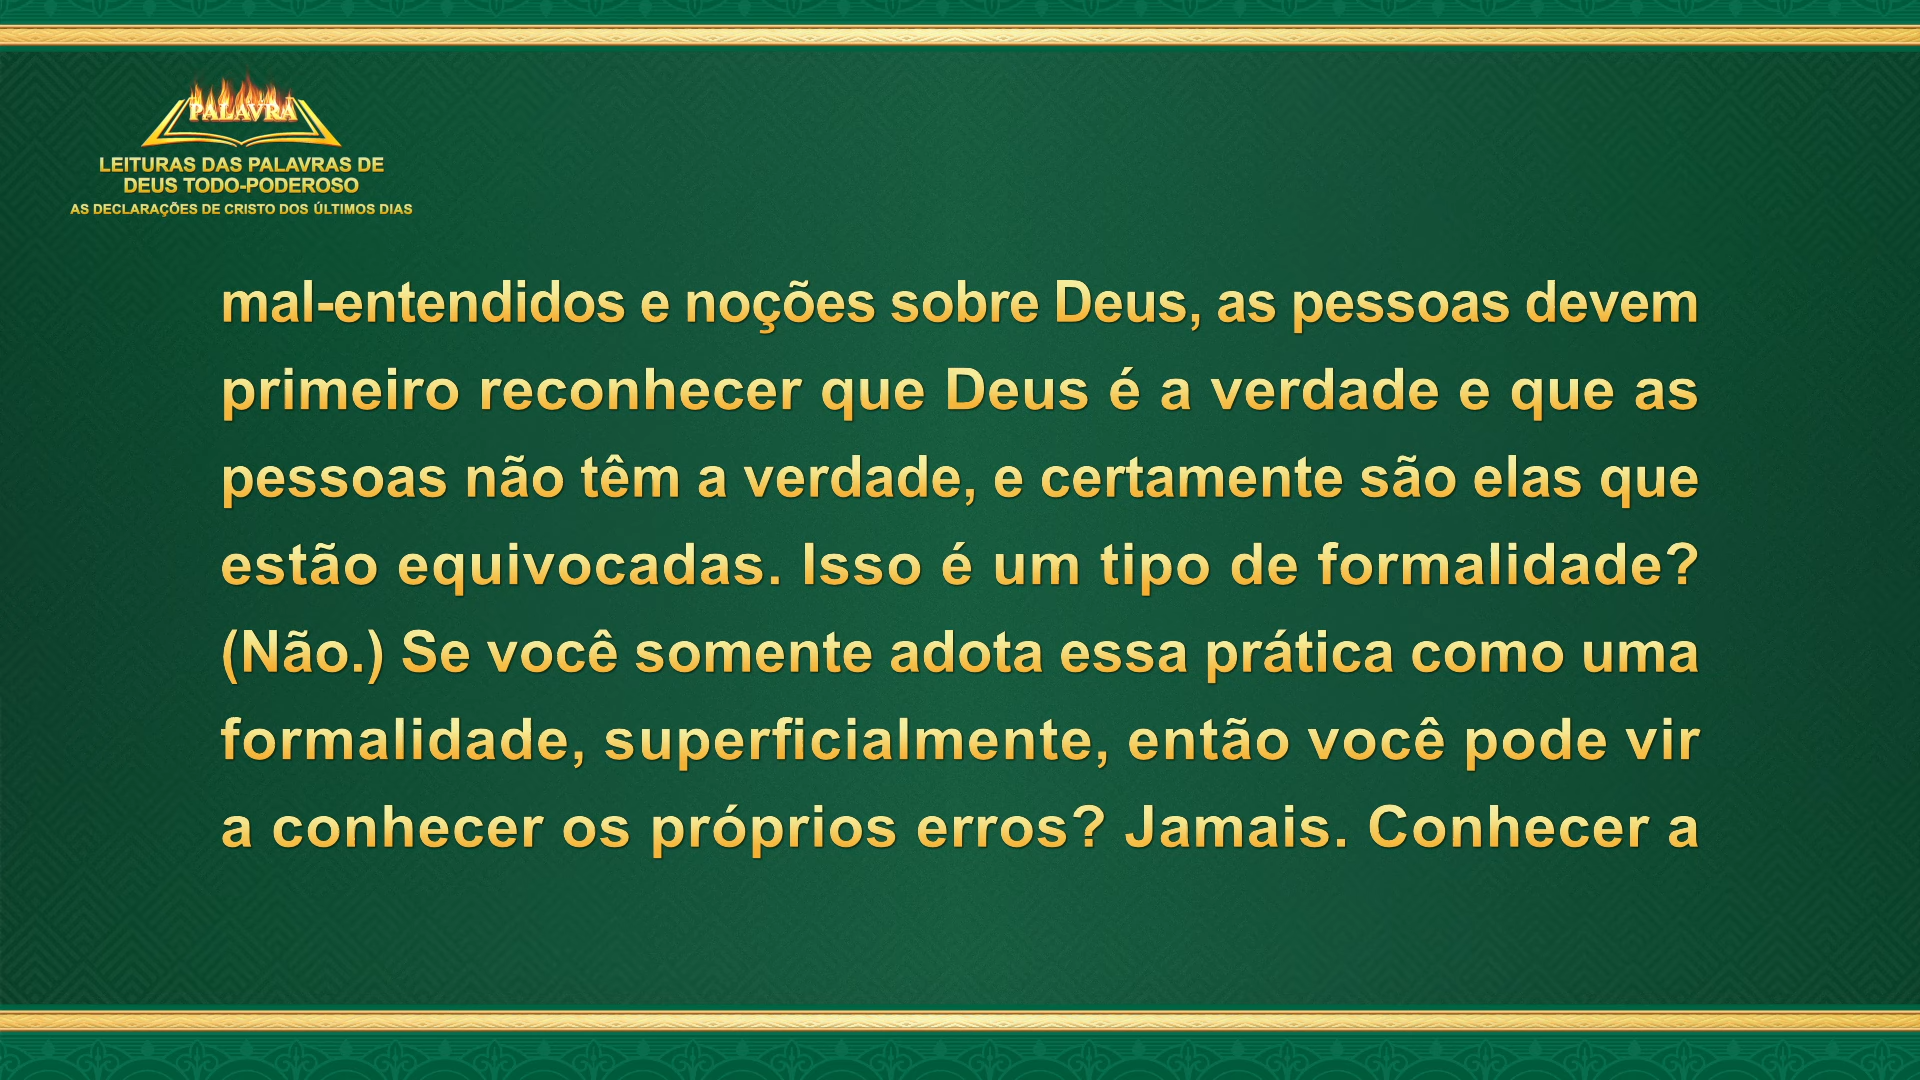 PALAVRA
LEITURAS DAS PALAVRAS DE
DEUS TODO-PODEROSO
AS DECLARAÇÕES DE CRISTO DOS ÚLTIMOS DIAS
mal-entendidos e noções sobre Deus, as pessoas devem
primeiro reconhecer que Deus é a verdade e que as
pessoas não têm a verdade, e certamente são elas que
estão equivocadas. Isso é um tipo de formalidade?
(Não.) Se você somente adota essa prática como uma
formalidade, superficialmente, então você pode vir
a conhecer os próprios erros? Jamais. Conhecer a